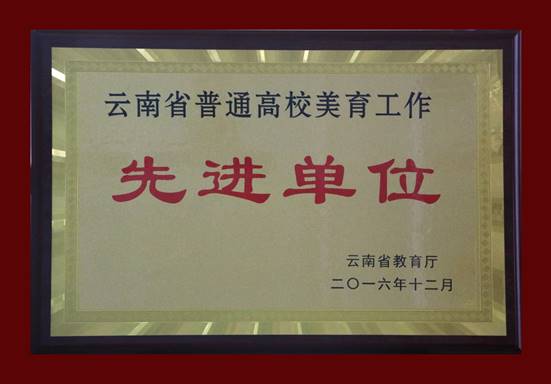 云南省普通高校美育工作
先进单位
云南省教育厅
二〇一六年十二月